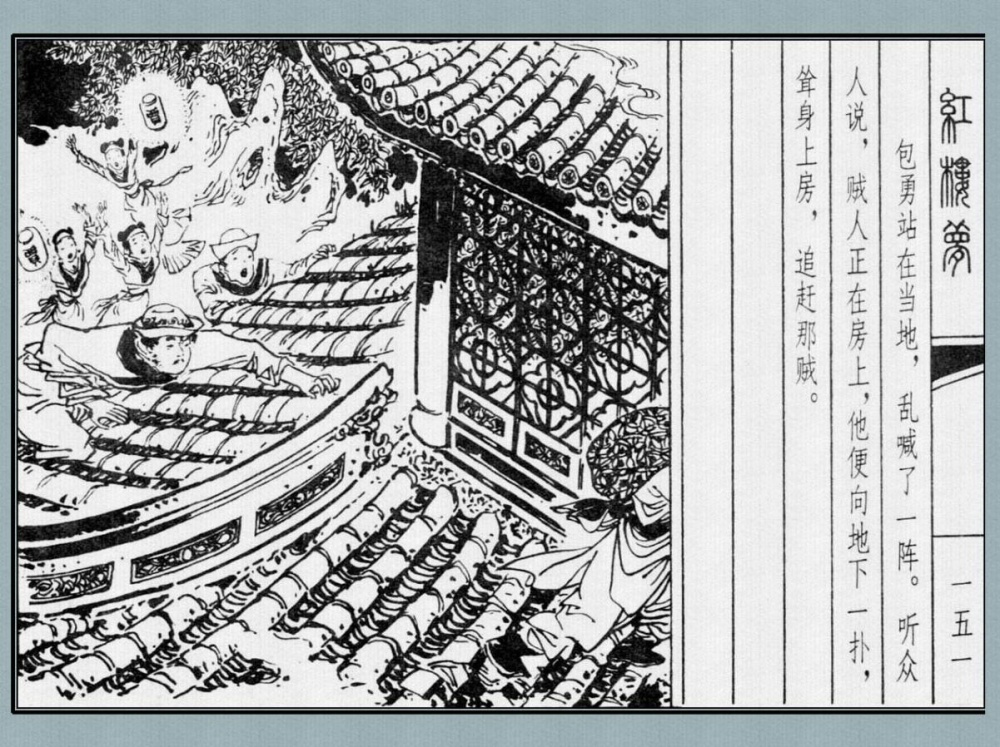 紅樓夢
一五一
包勇站在当地，乱喊了一阵。听众
人说，贼人正在房上，他便向地下一扑，
耸身上房，追赶那贼。